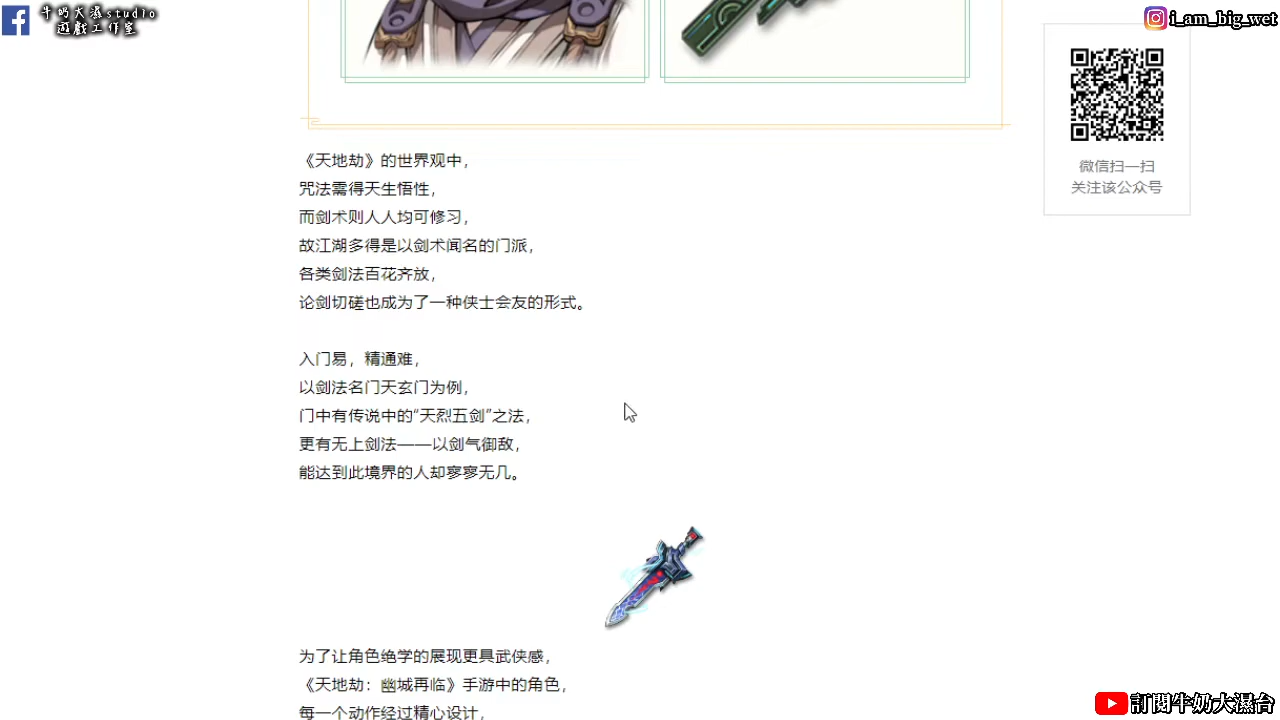 牛奶大濕studio
遊戲工作室
i_am_big_wet
微信扫一扫
关注该公众号
《天地劫》的世界观中，
咒法需得天生悟性，
而剑术则人人均可修习，
故江湖多得是以剑术闻名的门派，
各类剑法百花齐放，
论剑切磋也成为了一种侠士会友的形式。
入门易，精通难，
以剑法名门天玄门为例，
门中有传说中的“天烈五剑”之法，
更有无上剑法——以剑气御敌，
能达到此境界的人却寥寥无几。
为了让角色绝学的展现更具武侠感，
《天地劫：幽城再临》手游中的角色，
每一个动作经过精心设计，
訂閱牛奶大濕台